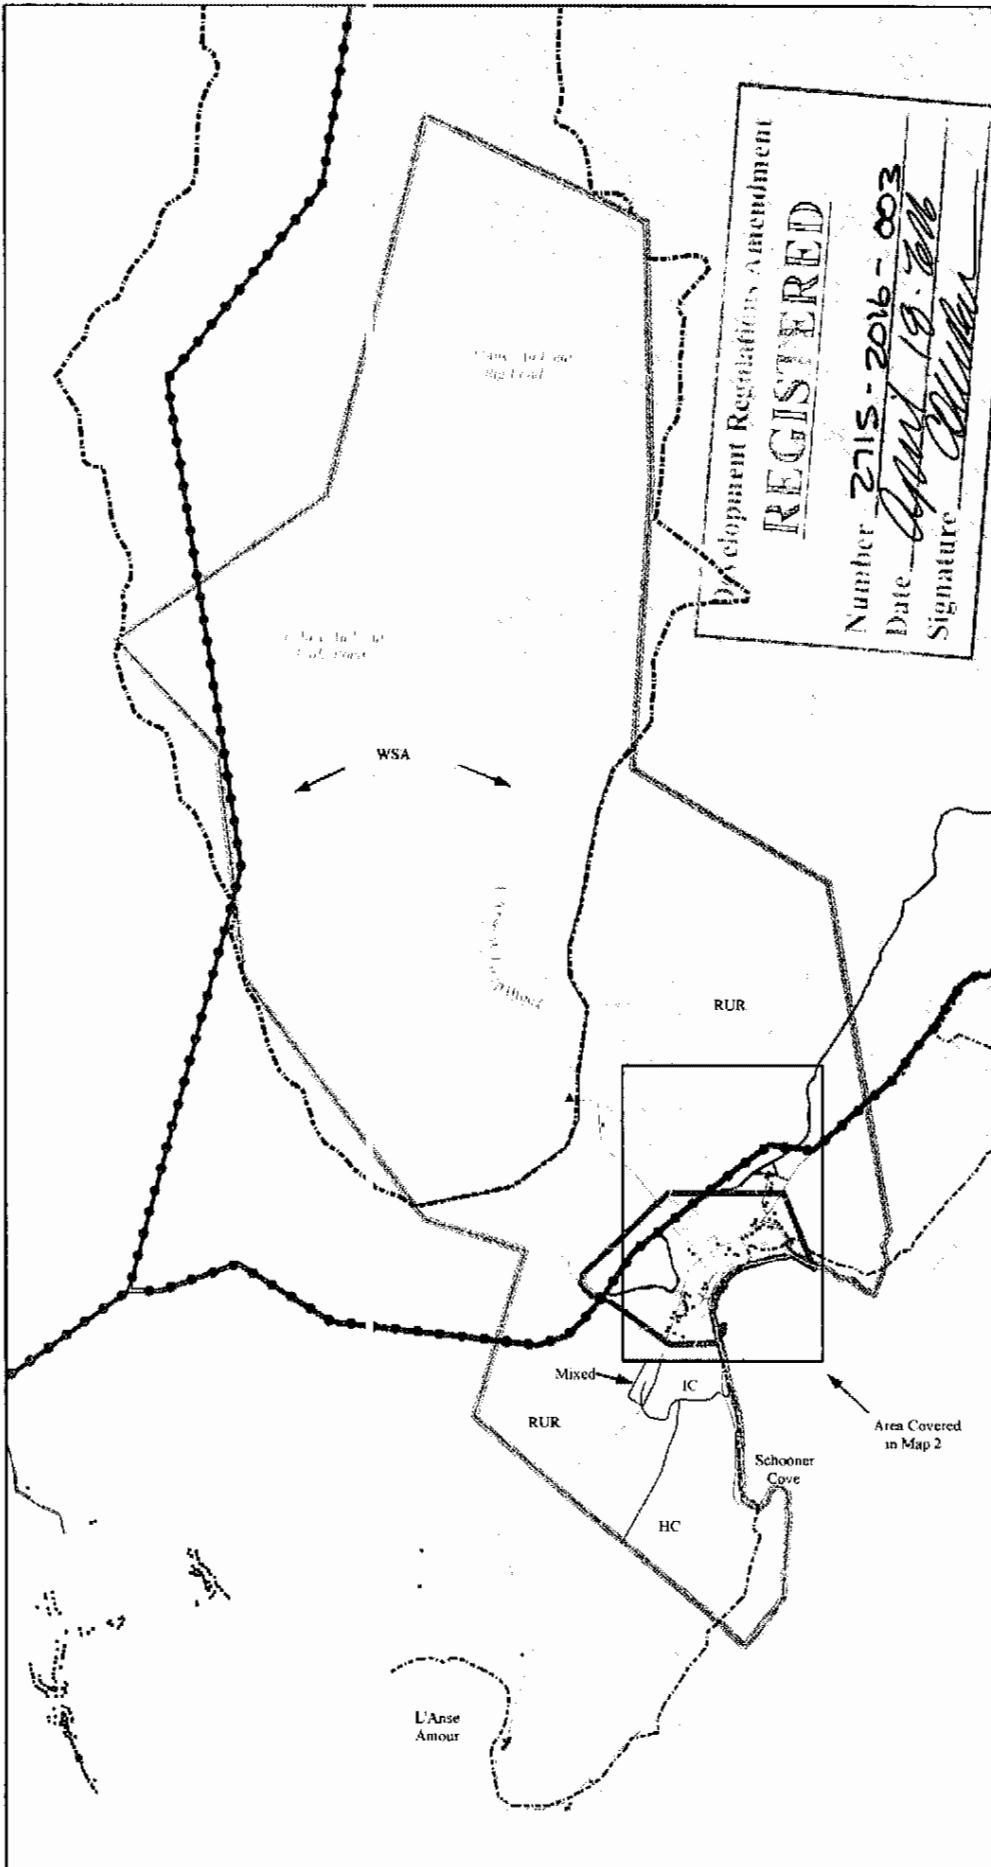 Development Regulations Amendment
REGISTERED
Number 2715-2016-003
Date April 18, 2016
Signature
WSA
RUR
Mixed
IC
RUR
Area Covered
in Map 2
Schooner
Cove
HC
L'Anse
Amour